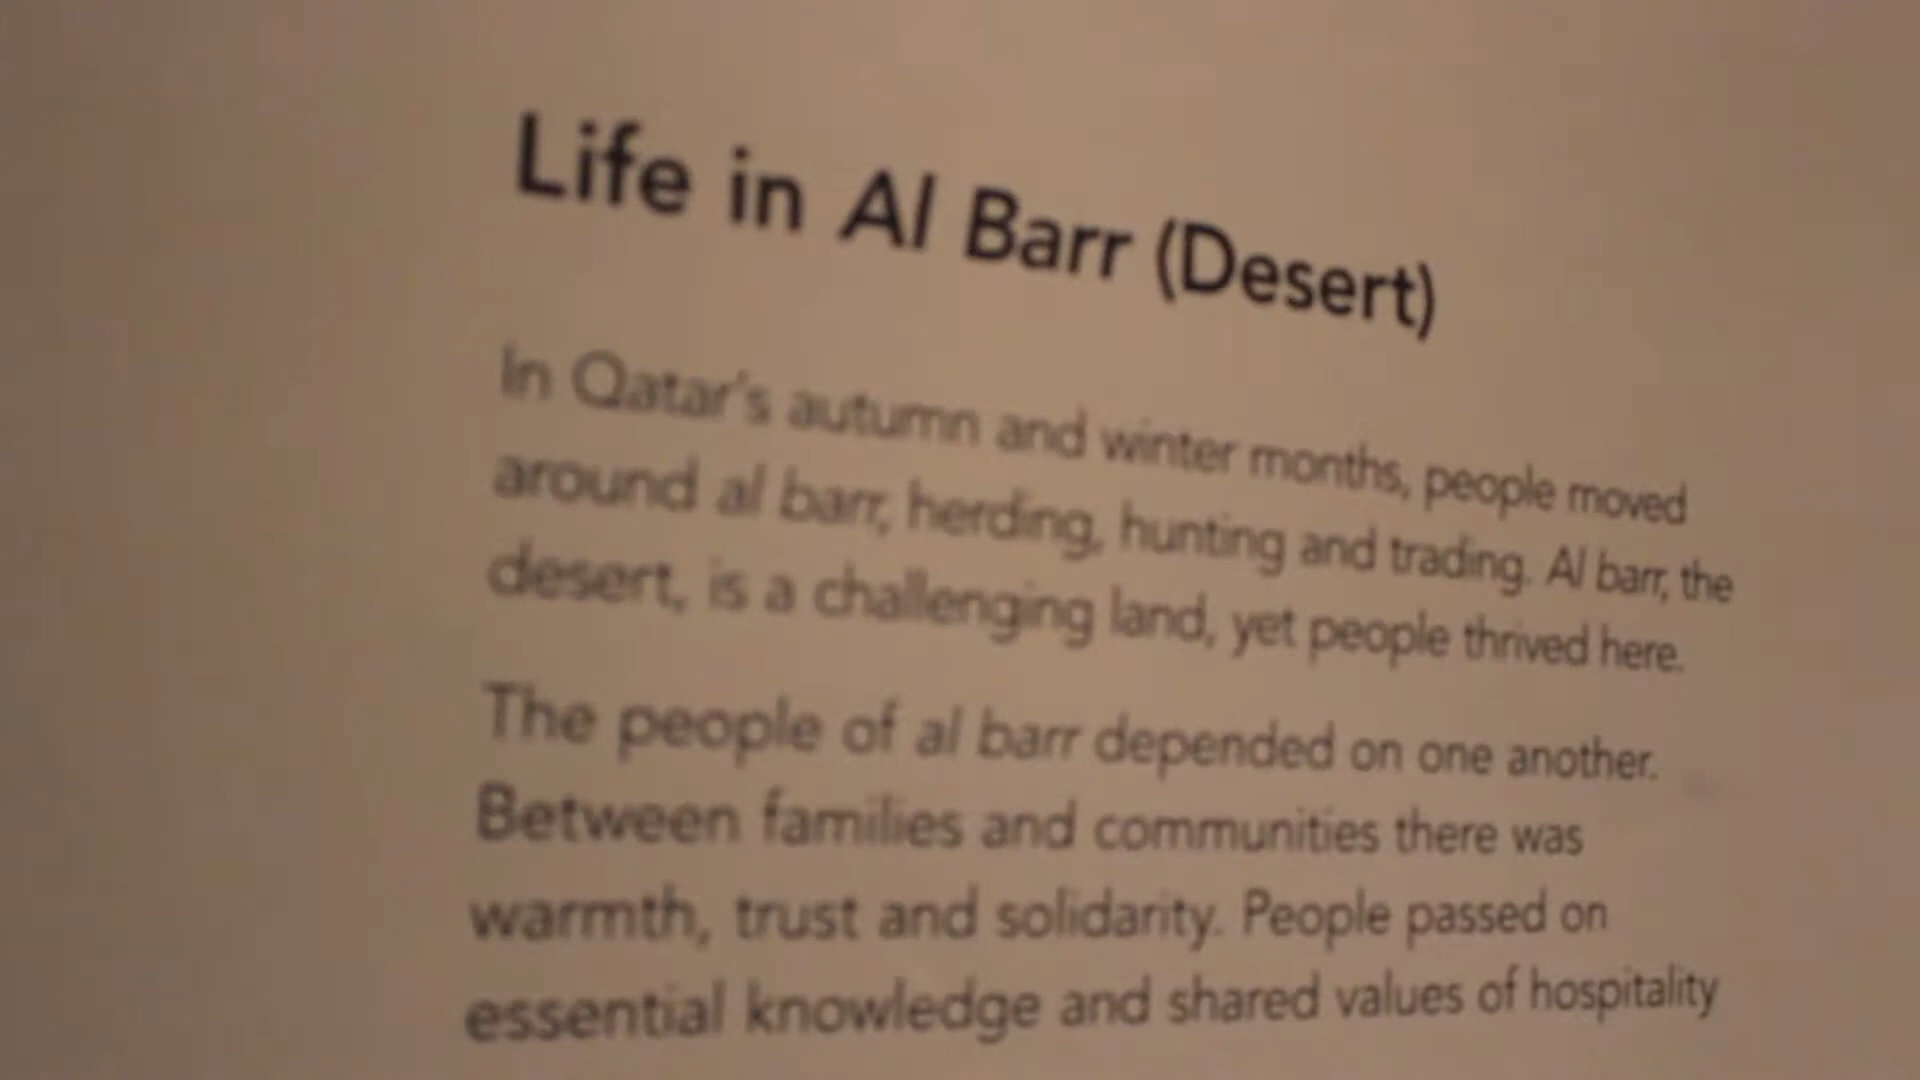 Life in Al Barr (Desert)
In Qatar's autumn and winter months, people moved
around al barr, herding, hunting and trading. Al barr, the
desert, is a challenging land, yet people thrived here.
The people of al barr depended on one another.
Between families and communities there was
warmth, trust and solidarity. People passed on
essential knowledge and shared values of hospitality